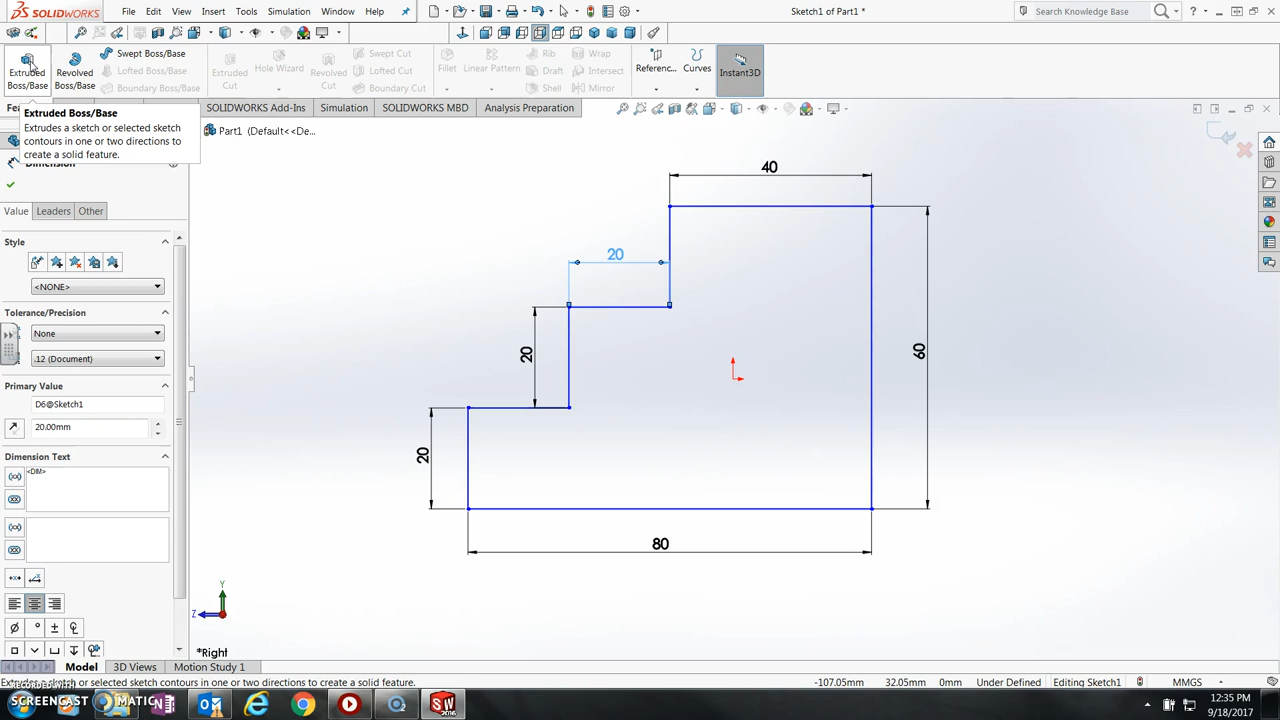 SOLIDWORKS File Edit View Insert Tools Simulation Window Help Sketch1 of Part1 * Search Knowledge Base
Extruded Boss/Base
Revolved Boss/Base
Swept Boss/Base
Lofted Boss/Base
Boundary Boss/Base
Extruded Cut
Hole Wizard
Revolved Cut
Swept Cut
Lofted Cut
Boundary Cut
Fillet
Linear Pattern
Rib
Draft
Shell
Wrap
Intersect
Mirror
Referenc...
Curves
Instant3D
Fea SOLIDWORKS Add-Ins Simulation SOLIDWORKS MBD Analysis Preparation
Extruded Boss/Base
Extrudes a sketch or selected sketch
contours in one or two directions to
create a solid feature.
Part1 (Default<<De...
Dimension
Value Leaders Other
Style
<NONE>
Tolerance/Precision
None
.12 (Document)
Primary Value
D6@Sketch1
20.00mm
Dimension Text
<DIM>
40
20
20
60
20
80
Y
Z
*Right
Model 3D Views Motion Study 1
Extrudes a sketch or selected sketch contours in one or two directions to create a solid feature.
-107.05mm 32.05mm 0mm Under Defined Editing Sketch1 MMGS
RECORDED WITH
SCREENCAST MATIC
SW 2016
12:35 PM
9/18/2017